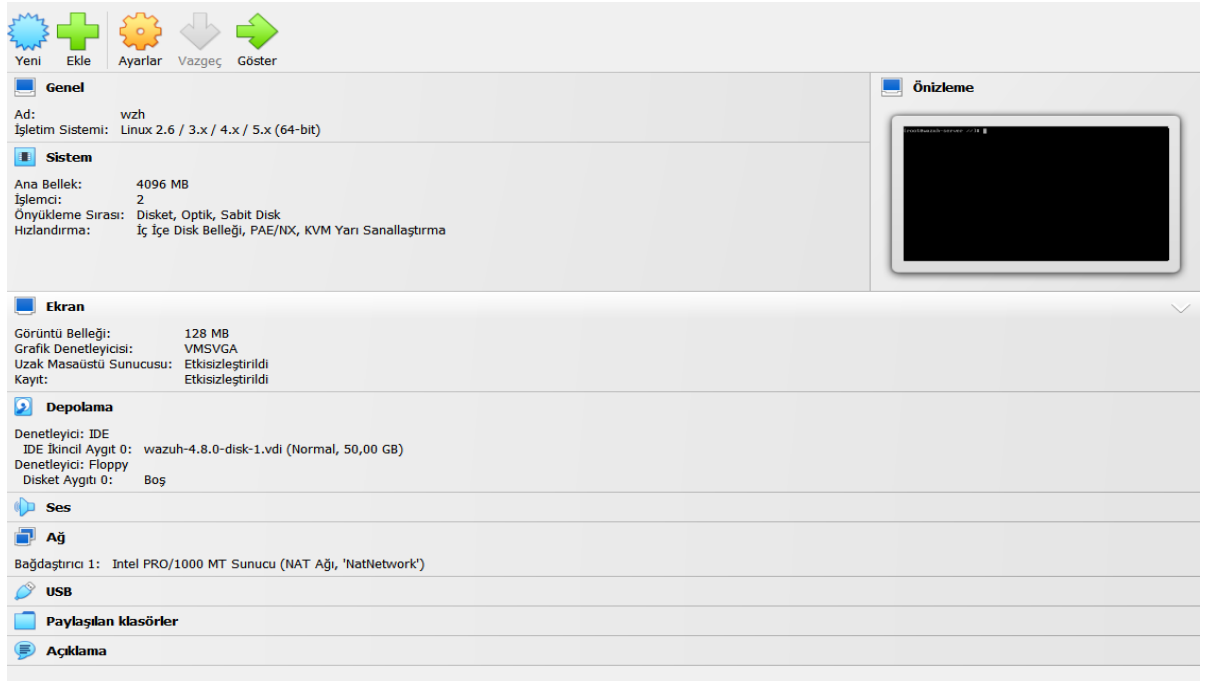 Yeni Ekle Ayarlar Vazgeç Göster
Genel
Ad: wzh
İşletim Sistemi: Linux 2.6 / 3.x / 4.x / 5.x (64-bit)
Önizleme
[root@wazuh-server ~]#
Sistem
Ana Bellek: 4096 MB
İşlemci: 2
Önyükleme Sırası: Disket, Optik, Sabit Disk
Hızlandırma: İç İçe Disk Belleği, PAE/NX, KVM Yarı Sanallaştırma
Ekran
Görüntü Belleği: 128 MB
Grafik Denetleyicisi: VMSVGA
Uzak Masaüstü Sunucusu: Etkisizleştirildi
Kayıt: Etkisizleştirildi
Depolama
Denetleyici: IDE
IDE İkincil Aygıt 0: wazuh-4.8.0-disk-1.vdi (Normal, 50,00 GB)
Denetleyici: Floppy
Disket Aygıtı 0: Boş
Ses
Ağ
Bağdaştırıcı 1: Intel PRO/1000 MT Sunucu (NAT Ağı, 'NatNetwork')
USB
Paylaşılan klasörler
Açıklama